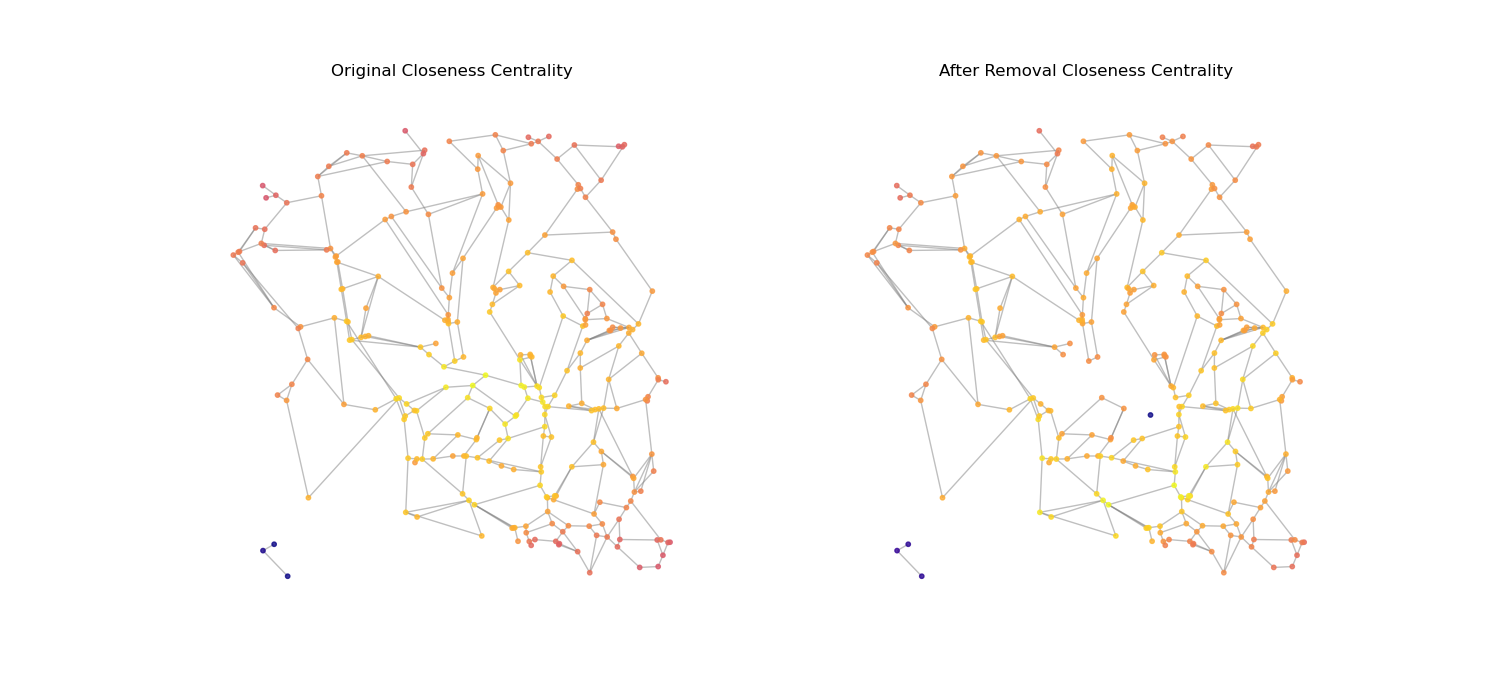 Original Closeness Centrality
After Removal Closeness Centrality